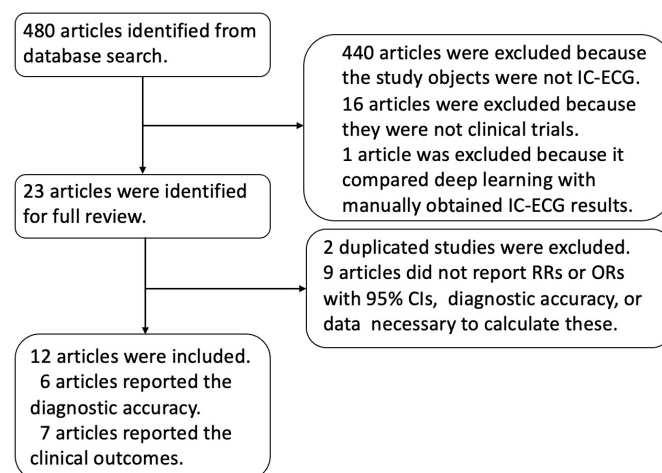 480 articles identified from
database search.
440 articles were excluded because
the study objects were not IC-ECG.
16 articles were excluded because
they were not clinical trials.
1 article was excluded because it
compared deep learning with
manually obtained IC-ECG results.
23 articles were identified
for full review.
2 duplicated studies were excluded.
9 articles did not report RRs or ORs
with 95% CIs, diagnostic accuracy, or
data necessary to calculate these.
12 articles were included.
6 articles reported the
diagnostic accuracy.
7 articles reported the
clinical outcomes.